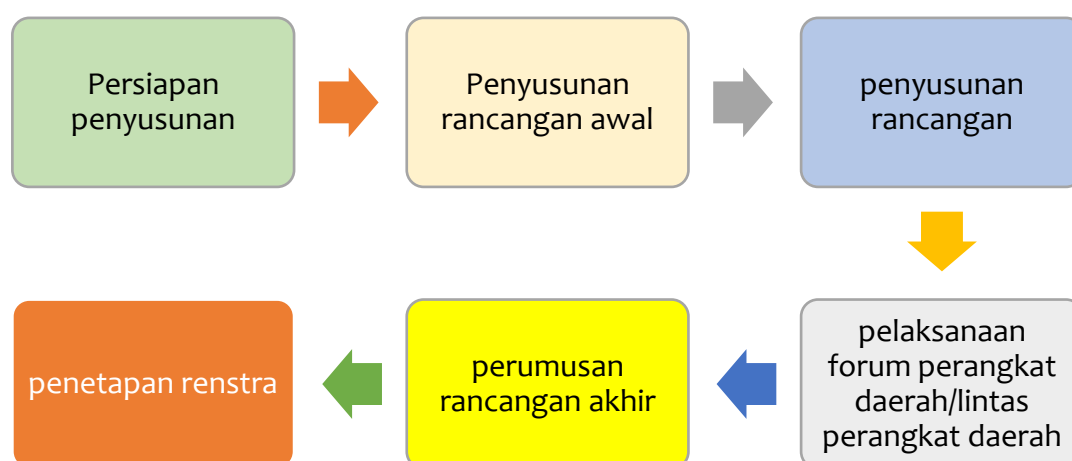 Persiapan
penyusunan
Penyusunan
rancangan awal
penyusunan
rancangan
pelaksanaan
forum perangkat
daerah/lintas
perangkat daerah
perumusan
rancangan akhir
penetapan renstra